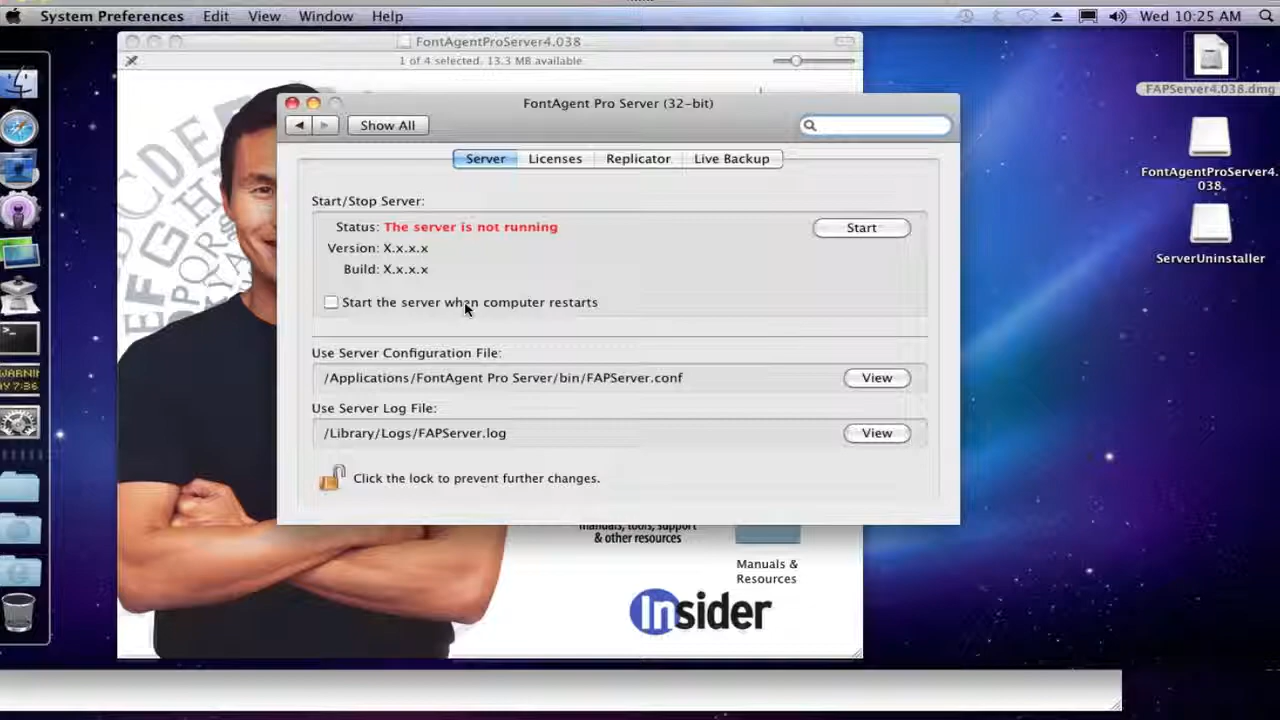 System Preferences Edit View Window Help
Wed 10:25 AM
FontAgentProServer4.038
1 of 4 selected, 13.3 MB available
FontAgent Pro Server (32-bit)
Show All
Server Licenses Replicator Live Backup
Start/Stop Server:
Status: The server is not running
Start
Version: X.x.x.x
Build: X.x.x.x
Start the server when computer restarts
Use Server Configuration File:
/Applications/FontAgent Pro Server/bin/FAPServer.conf
View
Use Server Log File:
/Library/Logs/FAPServer.log
View
Click the lock to prevent further changes.
manuals, tools, support
& other resources
Manuals &
Resources
Insider
FAPServer4.038.dmg
FontAgentProServer4.
038
ServerUninstaller